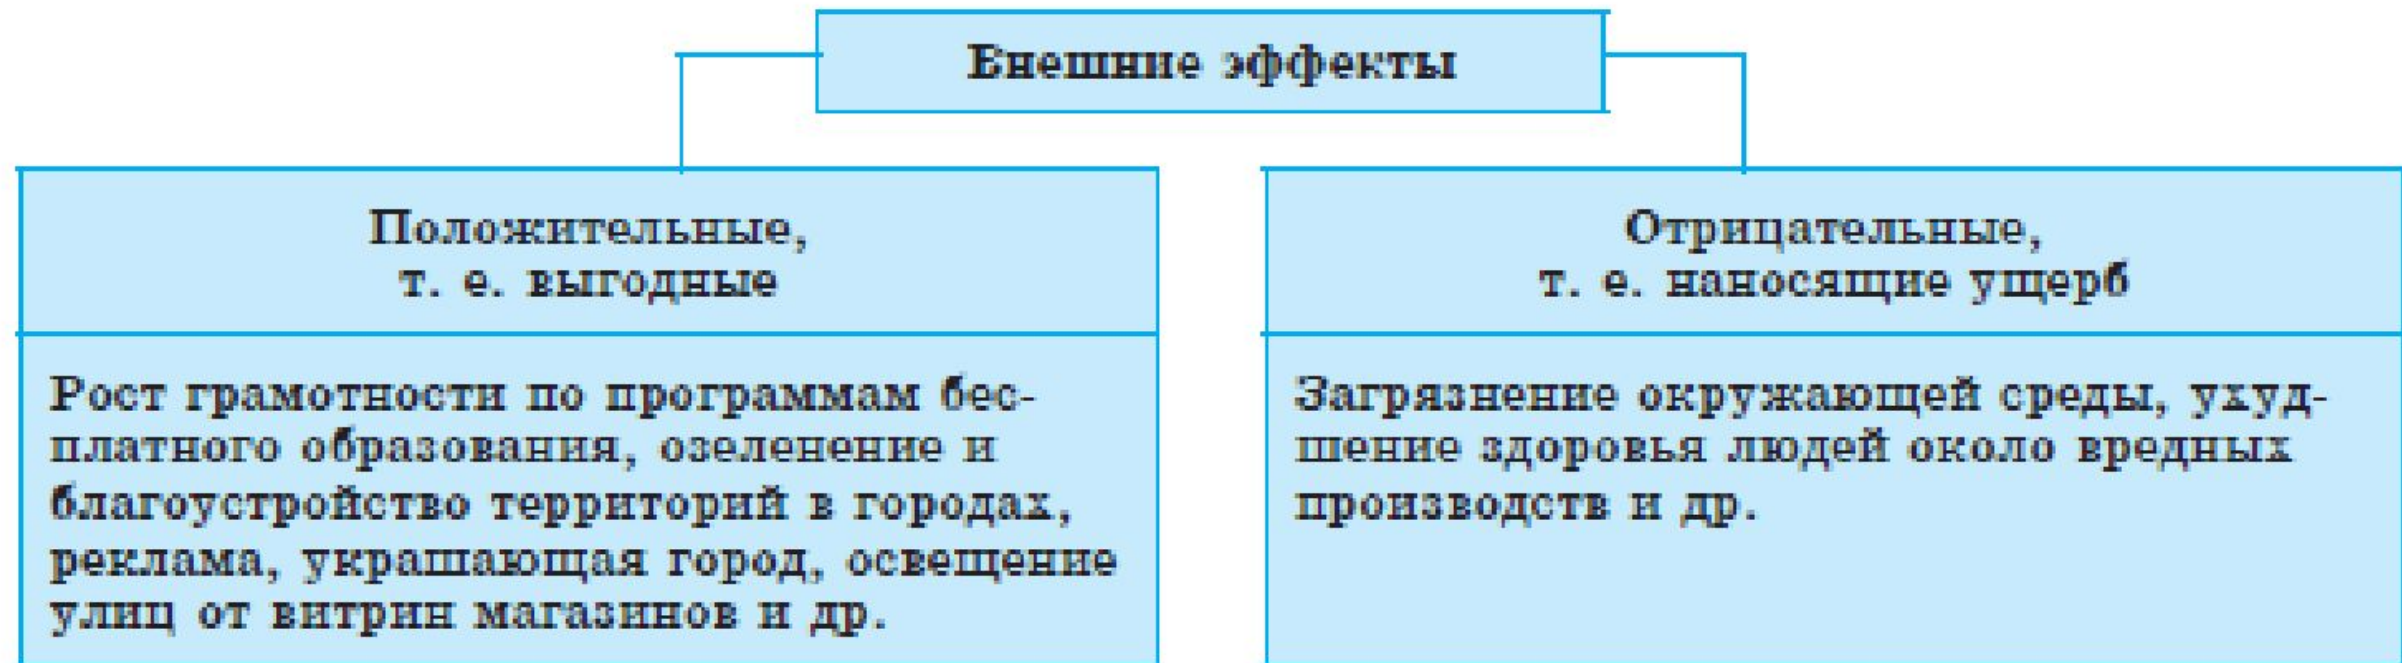 Внешние эффекты
Положительные,
т. е. выгодные
Рост грамотности по программам бес-
платного образования, озеленение и
благоустройство территорий в городах,
реклама, украшающая город, освещение
улиц от витрин магазинов и др.
Отрицательные,
т. е. наносящие ущерб
Загрязнение окружающей среды, ухуд-
шение здоровья людей около вредных
производств и др.